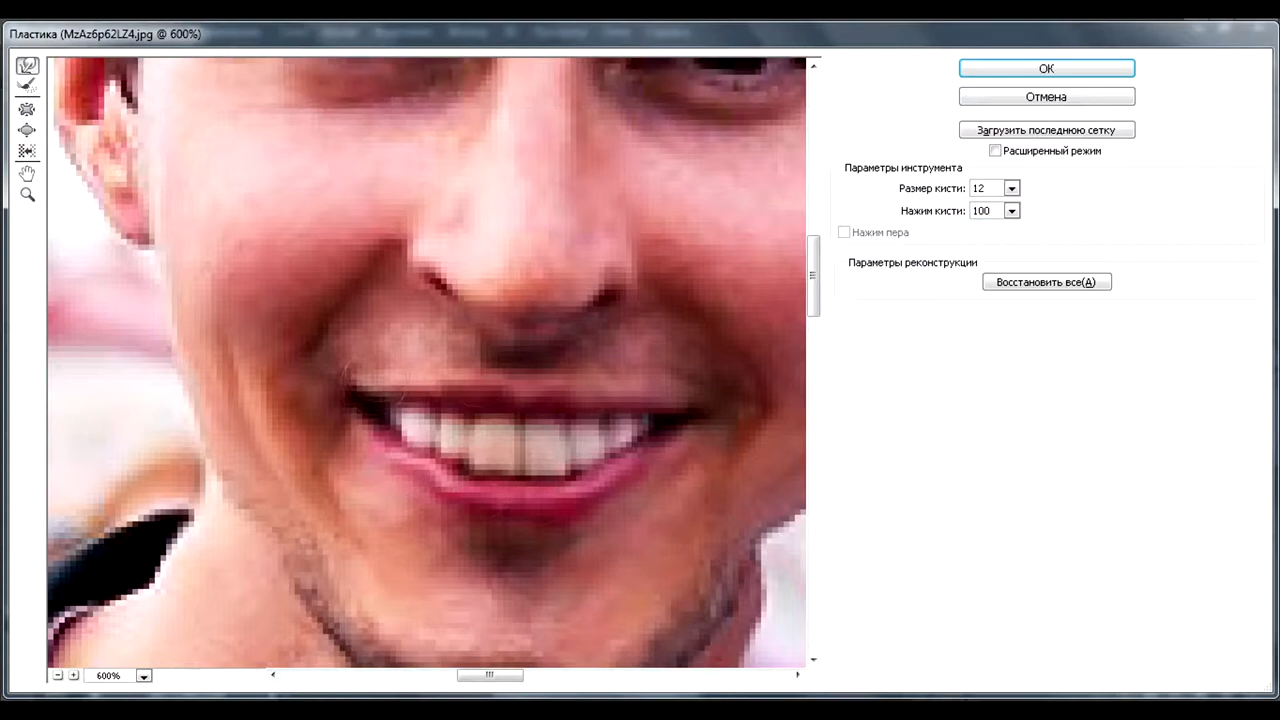 Пластика (MzAz6p62LZ4.jpg @ 600%)
ОК
Отмена
Загрузить последнюю сетку
Расширенный режим
Параметры инструмента
Размер кисти: 12
Нажим кисти: 100
Нажим пера
Параметры реконструкции
Восстановить все(А)
600%